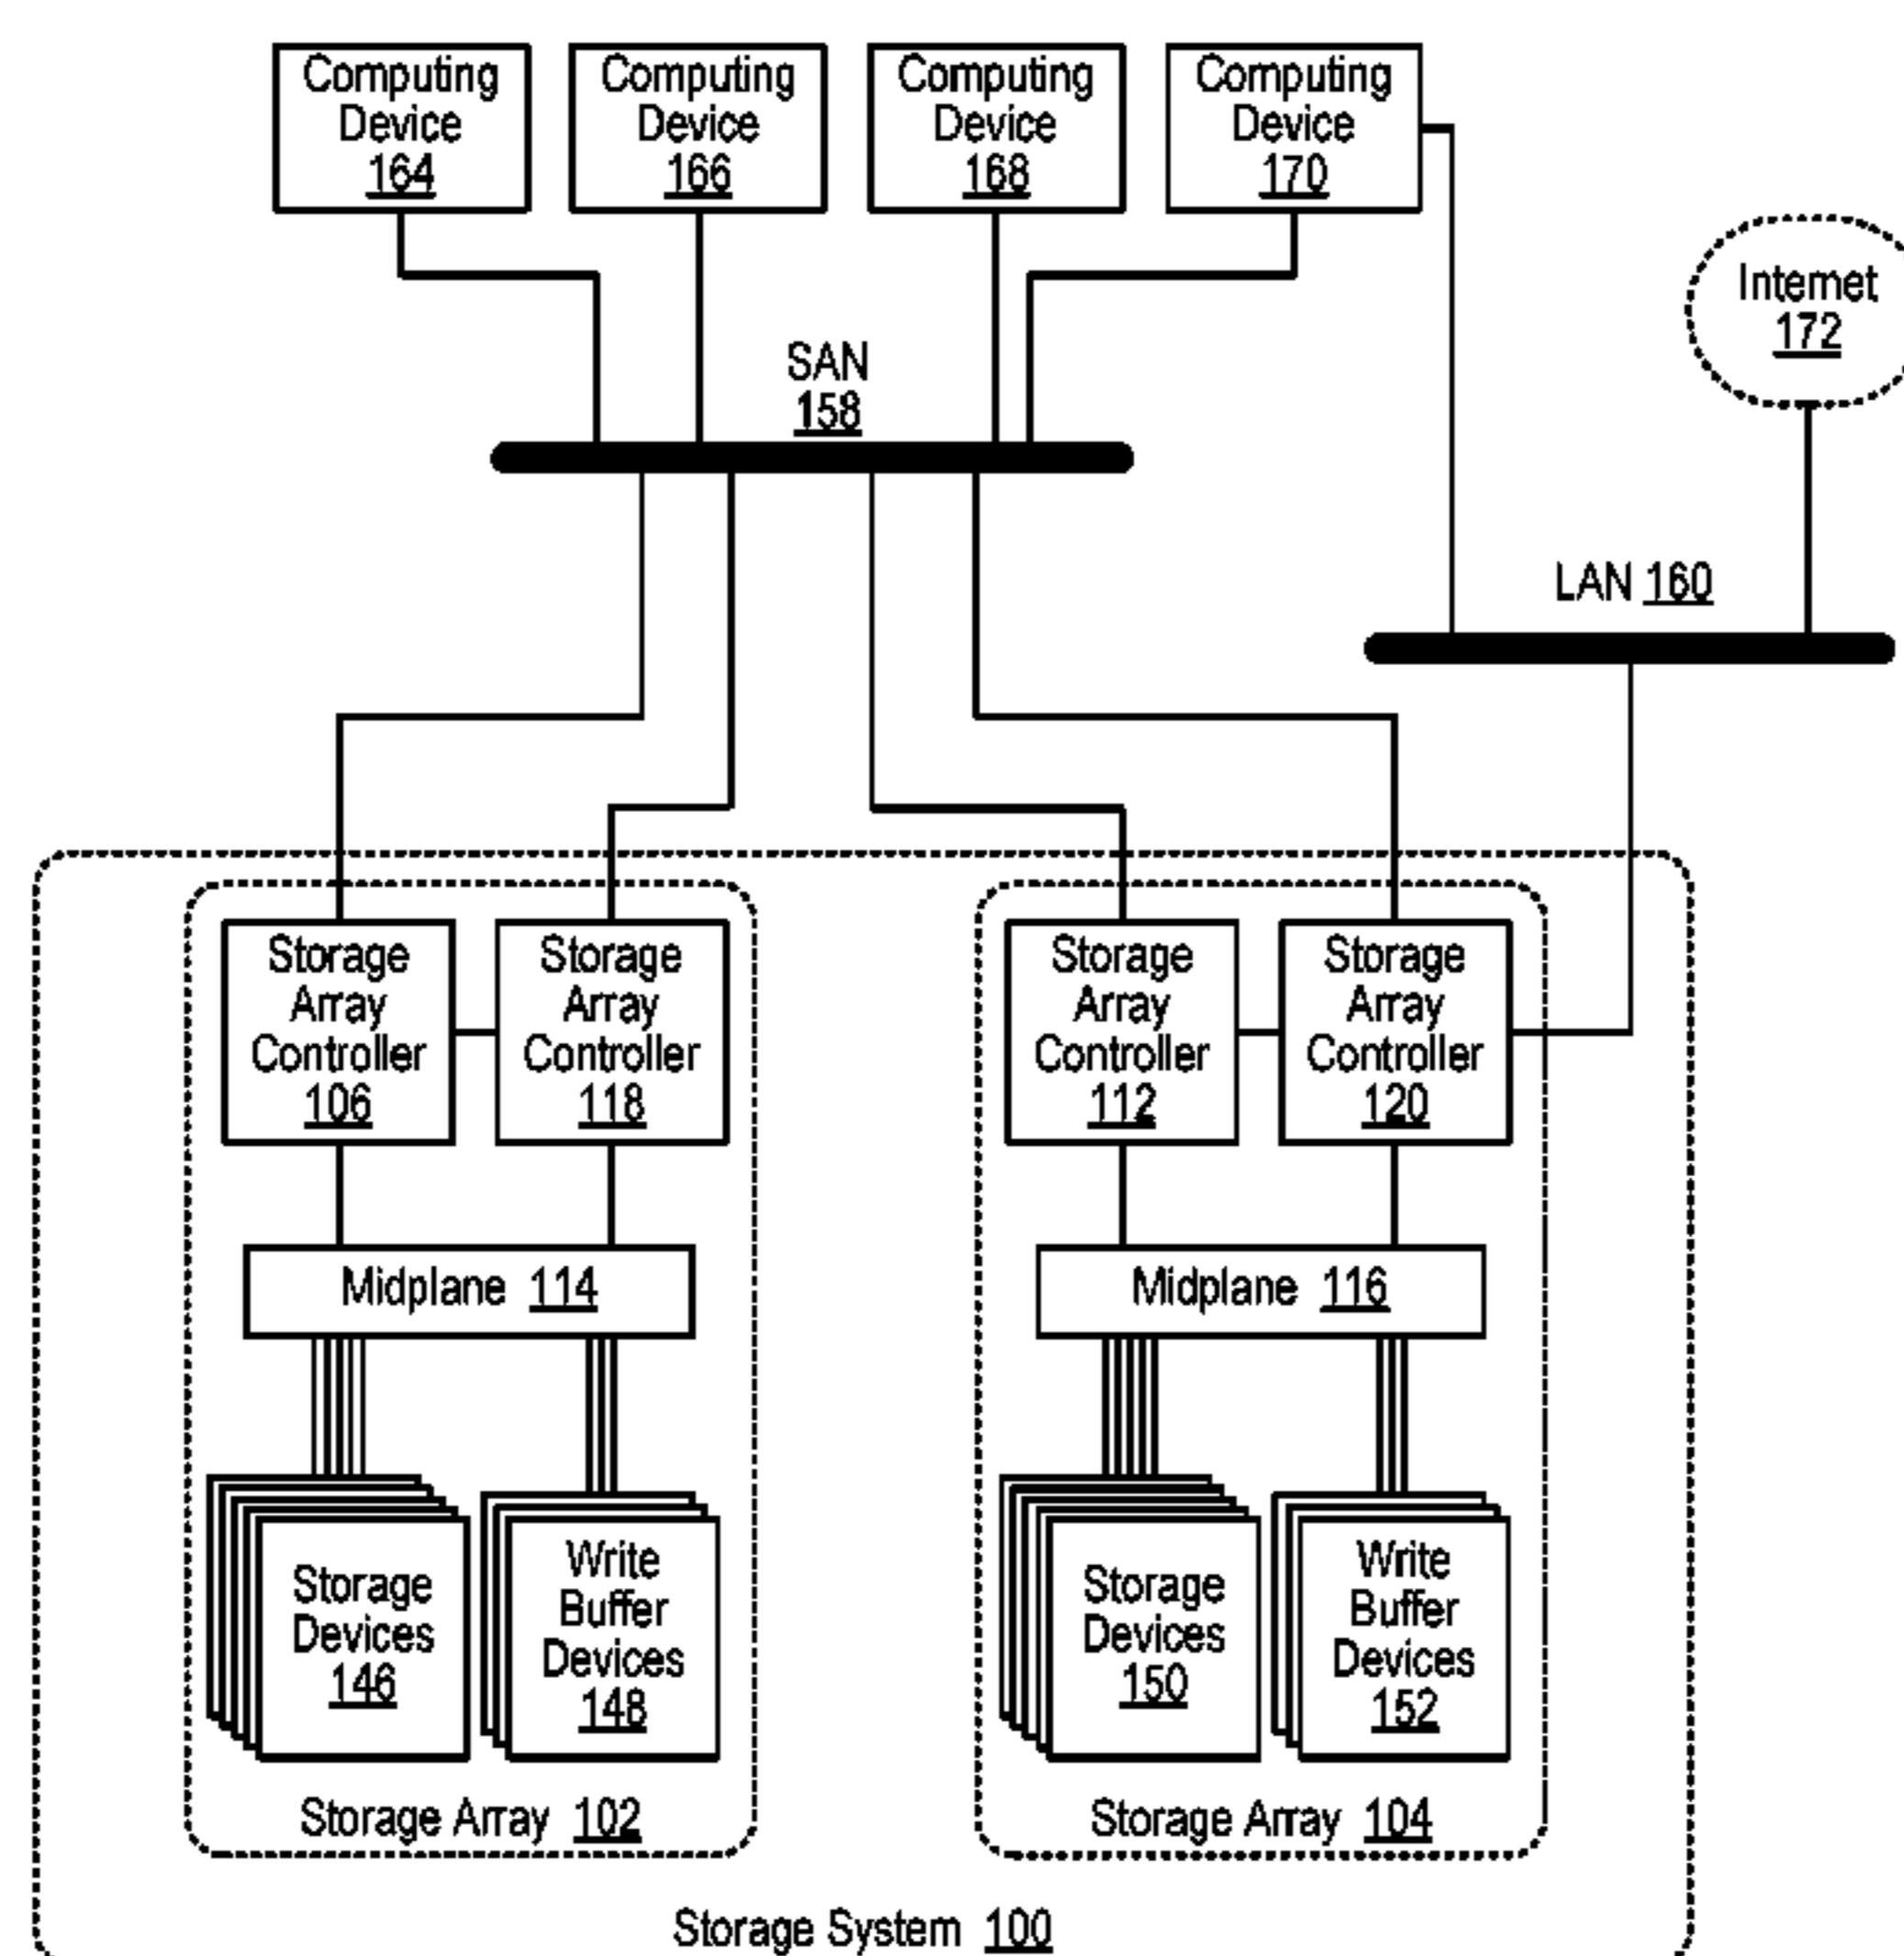 Computing
Device
164
Computing
Device
166
Computing
Device
168
Computing
Device
170
Internet
172
SAN
158
LAN 160
Storage
Array
Controller
106
Storage
Array
Controller
118
Storage
Array
Controller
112
Storage
Array
Controller
120
Midplane 114
Midplane 116
Storage
Devices
146
Write
Buffer
Devices
148
Storage
Devices
150
Write
Buffer
Devices
152
Storage Array 102
Storage Array 104
Storage System 100